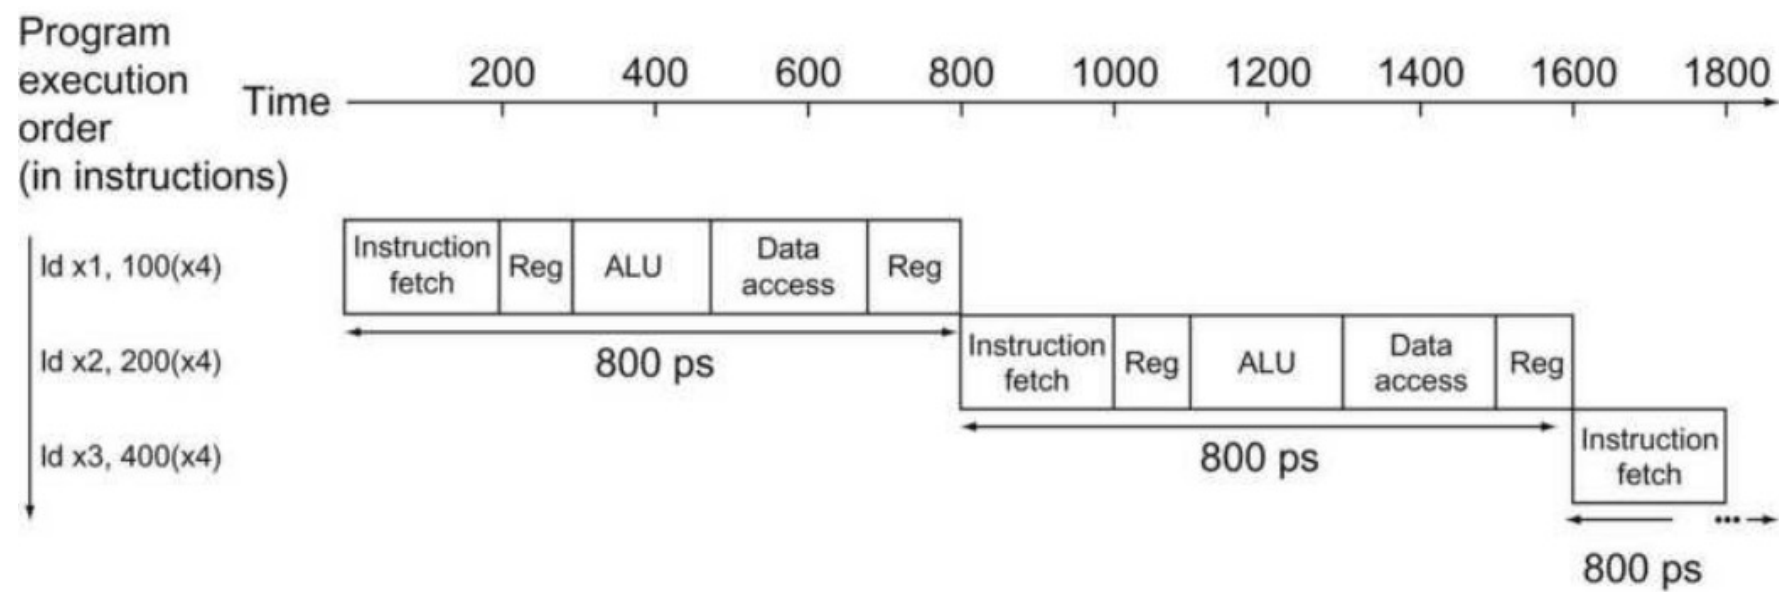 Program
execution
order
(in instructions)
Time
200 400 600 800 1000 1200 1400 1600 1800
ld x1, 100(x4)
Instruction
fetch
Reg
ALU
Data
access
Reg
800 ps
ld x2, 200(x4)
Instruction
fetch
Reg
ALU
Data
access
Reg
800 ps
ld x3, 400(x4)
Instruction
fetch
...
800 ps